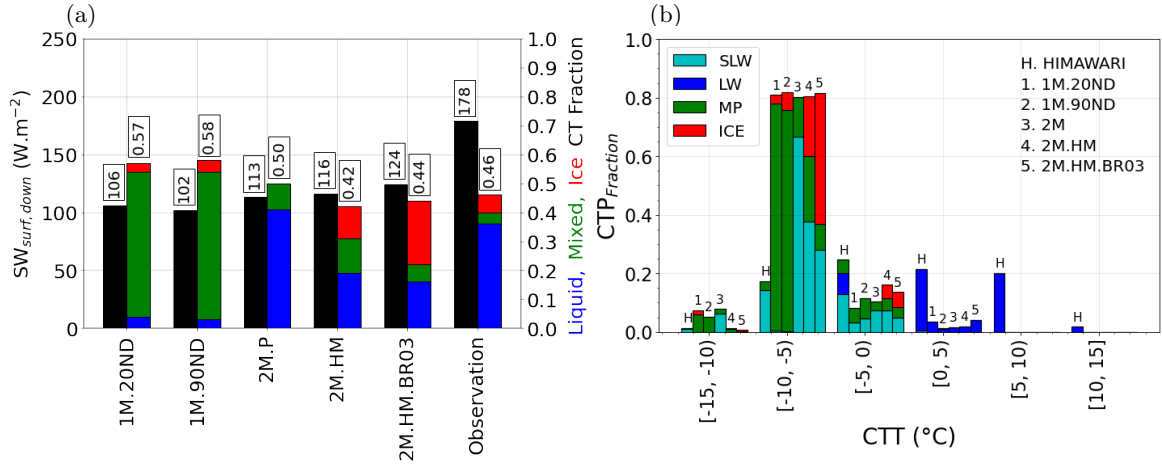 (a)
250
200
150
100
50
0
SW_surf,down (W.m⁻²)
106
0.57
102
0.58
113
0.50
116
0.42
124
0.44
178
0.46
1.0
0.9
0.8
0.7
0.6
0.5
0.4
0.3
0.2
0.1
0.0
Liquid, Mixed, Ice CT Fraction
1M.20ND
1M.90ND
2M.P
2M.HM
2M.HM.BR03
Observation
(b)
1.0
0.8
0.6
0.4
0.2
0.0
CTP_Fraction
SLW
LW
MP
ICE
H. HIMAWARI
1. 1M.20ND
2. 1M.90ND
3. 2M
4. 2M.HM
5. 2M.HM.BR03
H 1 2 3 4 5
H 1 2 3 4 5
H 1 2 3 4 5
H 1 2 3 4 5
H
H
[-15, -10)
[-10, -5)
[-5, 0)
[0, 5)
[5, 10)
[10, 15]
CTT (°C)